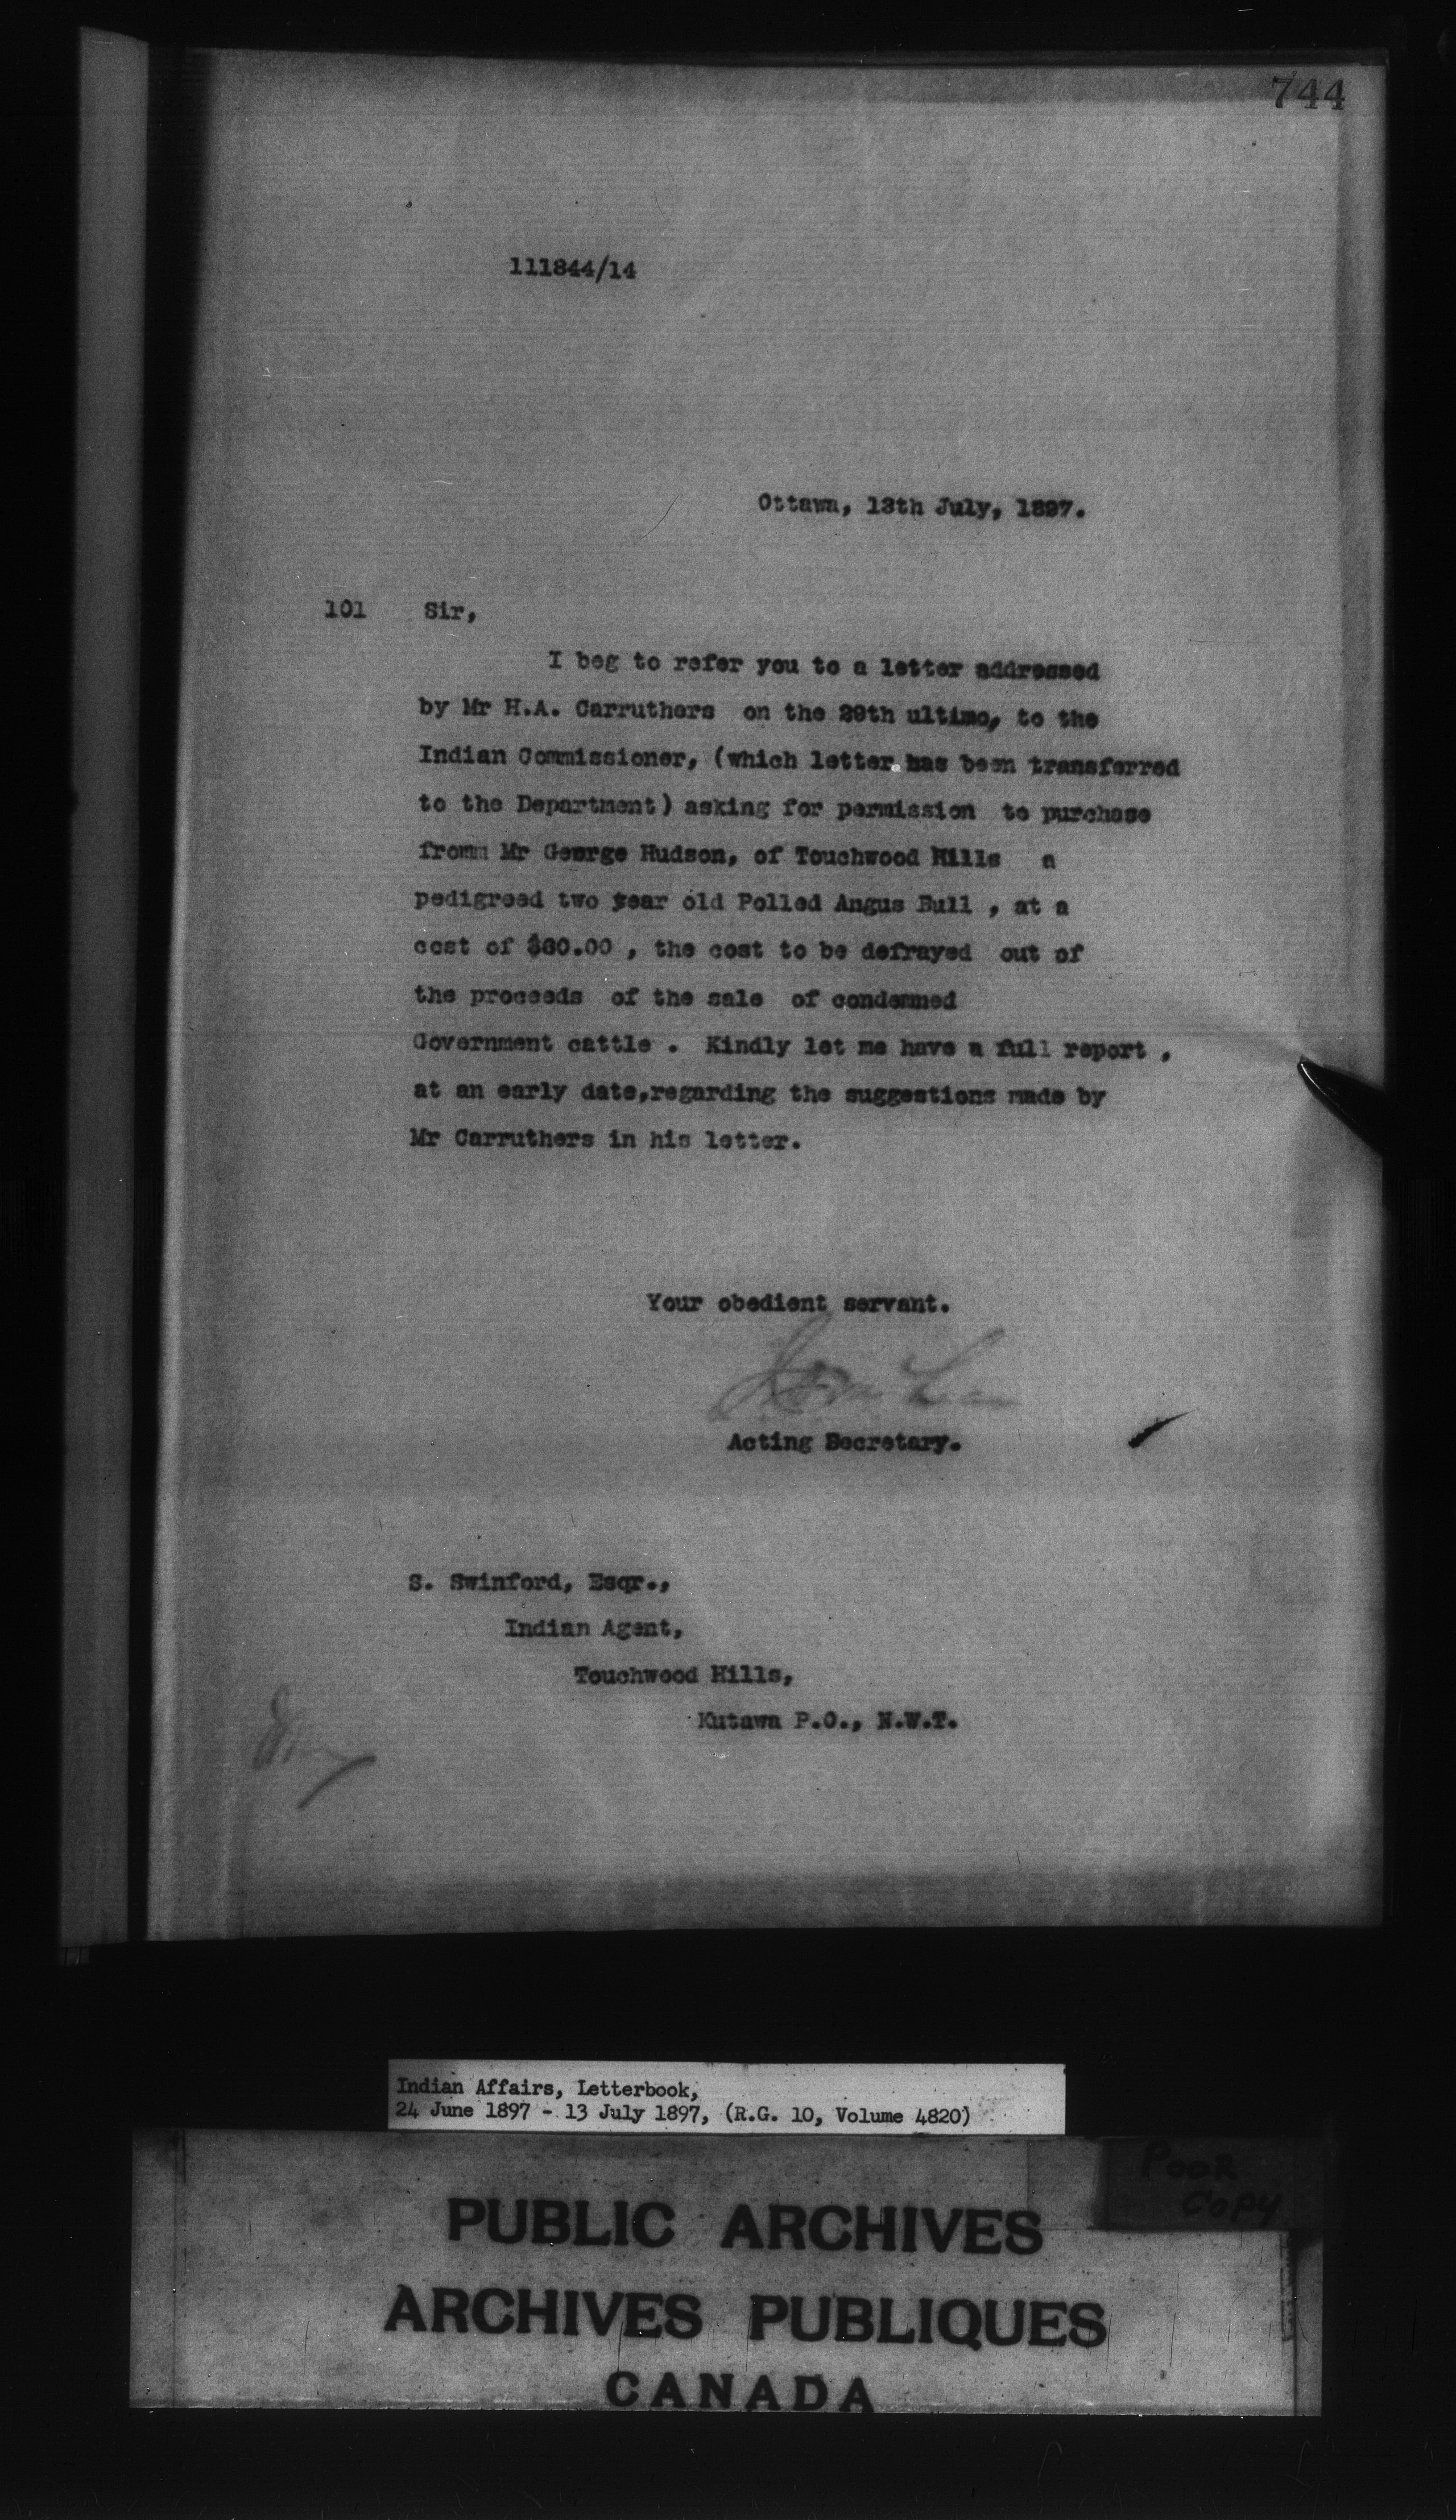 744
111844/14
Ottawa, 13th July, 1897.
101 Sir,
I beg to refer you to a letter addressed
by Mr H.A. Carruthers on the 29th ultimo, to the
Indian Commissioner, (which letter has been transferred
to the Department) asking for permission to purchase
fromm Mr George Hudson, of Touchwood Hills a
pedigreed two year old Polled Angus Bull , at a
cost of $60.00 , the cost to be defrayed out of
the proceeds of the sale of condemned
Government cattle . Kindly let me have a full report ,
at an early date,regarding the suggestions made by
Mr Carruthers in his letter.
Your obedient servant.
Acting Secretary.
S. Swinford, Esqr.,
Indian Agent,
Touchwood Hills,
Kutawa P.O., N.W.T.
Indian Affairs, Letterbook,
24 June 1897 - 13 July 1897, (R.G. 10, Volume 4820)
POOR
COPY
PUBLIC ARCHIVES
ARCHIVES PUBLIQUES
CANADA